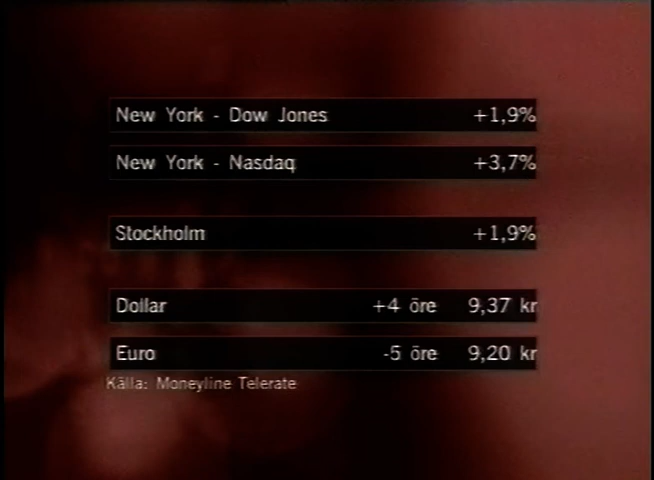 New York - Dow Jones +1,9%
New York - Nasdaq +3,7%
Stockholm +1,9%
Dollar +4 öre 9,37 kr
Euro -5 öre 9,20 kr
Källa: Moneyline Telerate